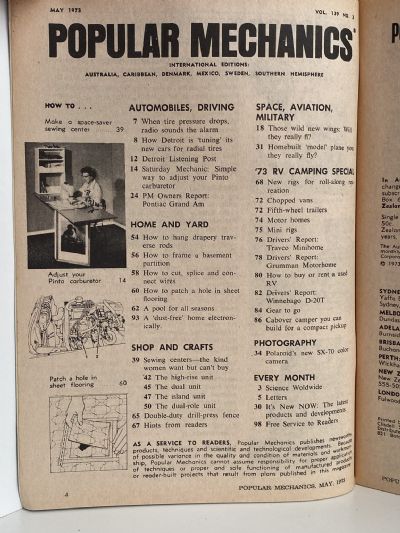 MAY 1973
VOL. 139 NO. 5
POPULAR MECHANICS
INTERNATIONAL EDITIONS:
AUSTRALIA, CARIBBEAN, DENMARK, MEXICO, SWEDEN, SOUTHERN HEMISPHERE
HOW TO . . .
Make a space-saver
sewing center 39
Adjust your
Pinto carburetor 14
Patch a hole in
sheet flooring 60
AUTOMOBILES, DRIVING
7 When tire pressure drops,
radio sounds the alarm
8 How Detroit is 'tuning' its
new cars for radial tires
12 Detroit Listening Post
14 Saturday Mechanic: Simple
way to adjust your Pinto
carburetor
24 PM Owners Report:
Pontiac Grand Am
HOME AND YARD
54 How to hang drapery trav-
erse rods
56 How to frame a basement
partition
58 How to cut, splice and con-
nect wires
60 How to patch a hole in sheet
flooring
62 A pool for all seasons
93 A 'dust-free' home electron-
ically.
SHOP AND CRAFTS
39 Sewing centers—the kind
women want but can't buy
42 The high-rise unit
45 The dual unit
47 The island unit
50 The dual-role unit
65 Double-duty drill-press fence
67 Hints from readers
SPACE, AVIATION,
MILITARY
18 Those wild new wings: Will
they really fly?
31 Homebuilt 'model' plane
they really fly?
'73 RV CAMPING SPECIAL
68 New rigs for roll-along rec-
reation
72 Chopped vans
72 Fifth-wheel trailers
74 Motor homes
75 Mini rigs
76 Drivers' Report:
Travco Minihome
78 Drivers' Report:
Grumman Motorhome
80 How to buy or rent a used
RV
82 Drivers' Report:
Winnebago D-20T
84 Gear to go
86 Cabover camper you can
build for a compact pickup
PHOTOGRAPHY
34 Polaroid's new SX-70 color
camera
EVERY MONTH
3 Science Worldwide
5 Letters
30 It's New NOW: The latest
products and developments
98 Free Service to Readers
AS A SERVICE TO READERS, Popular Mechanics publishes newsworthy
products, techniques and scientific and technological developments. Because
of possible variance in the quality and condition of materials and workman-
ship, Popular Mechanics cannot assume responsibility for proper application
of techniques or proper and safe functioning of manufactured products
or reader-built projects that result from plans published in this magazine.
4
POPULAR MECHANICS, MAY, 1973